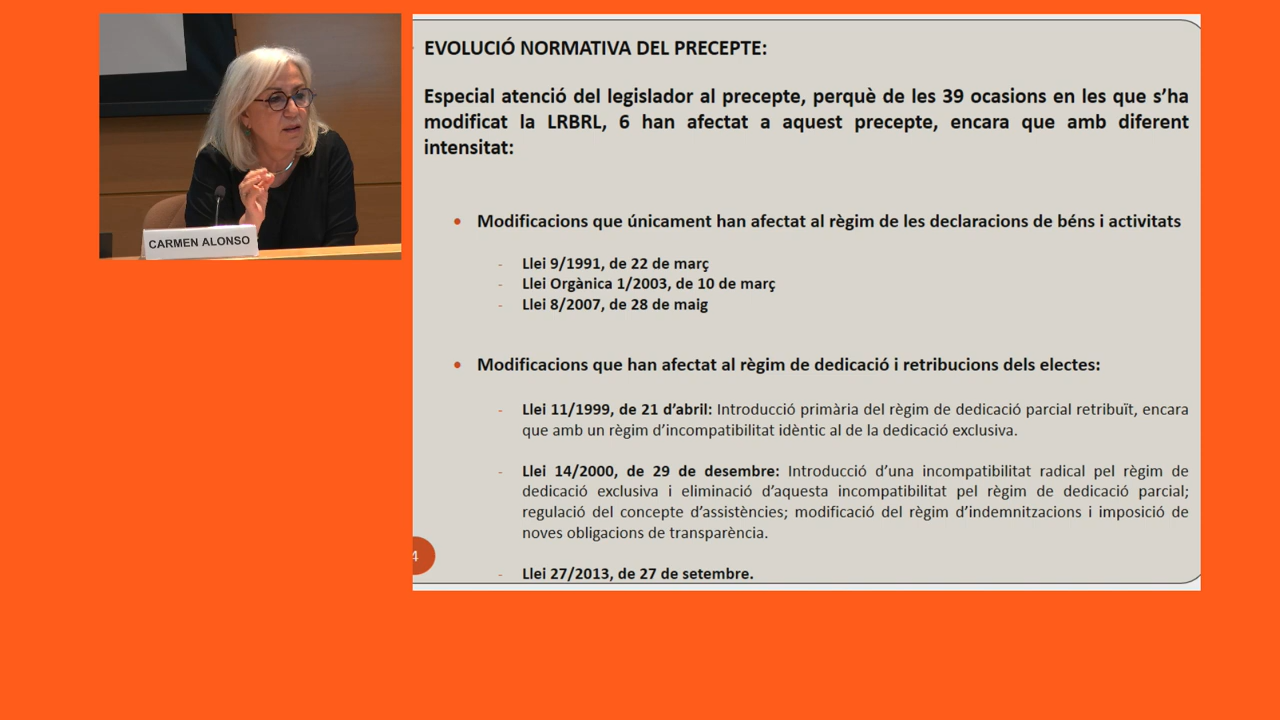 CARMEN ALONSO
EVOLUCIÓ NORMATIVA DEL PRECEPTE:
Especial atenció del legislador al precepte, perquè de les 39 ocasions en les que s’ha
modificat la LRBRL, 6 han afectat a aquest precepte, encara que amb diferent
intensitat:
• Modificacions que únicament han afectat al règim de les declaracions de béns i activitats
- Llei 9/1991, de 22 de març
- Llei Orgànica 1/2003, de 10 de març
- Llei 8/2007, de 28 de maig
• Modificacions que han afectat al règim de dedicació i retribucions dels electes:
- Llei 11/1999, de 21 d’abril: Introducció primària del règim de dedicació parcial retribuït, encara
que amb un règim d’incompatibilitat idèntic al de la dedicació exclusiva.
- Llei 14/2000, de 29 de desembre: Introducció d’una incompatibilitat radical pel règim de
dedicació exclusiva i eliminació d’aquesta incompatibilitat pel règim de dedicació parcial;
regulació del concepte d’assistències; modificació del règim d’indemnitzacions i imposició de
noves obligacions de transparència.
4
- Llei 27/2013, de 27 de setembre.